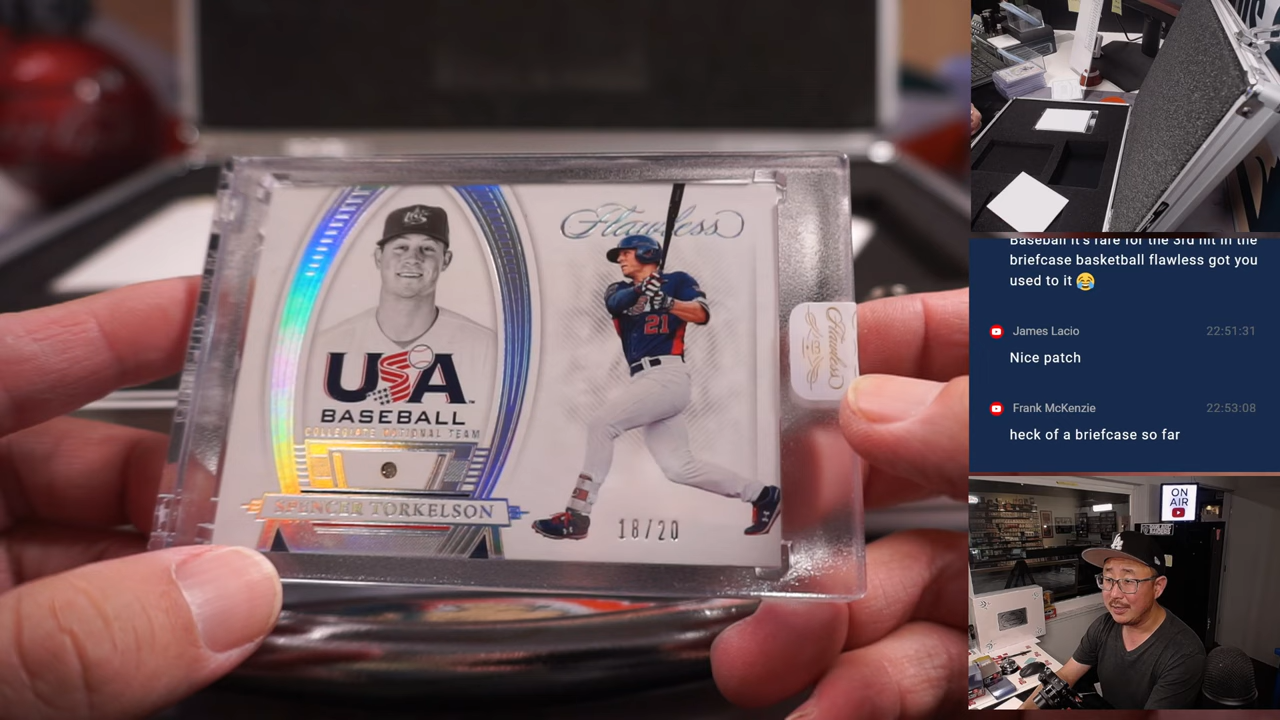 Flawless
21
USA
BASEBALL
COLLEGIATE NATIONAL TEAM
SPENCER TORKELSON
18/20
Flawless
Baseball it's rare for the 3rd hit in the
briefcase basketball flawless got you
used to it 😂
James Lacio 22:51:31
Nice patch
Frank McKenzie 22:53:08
heck of a briefcase so far
ON
AIR